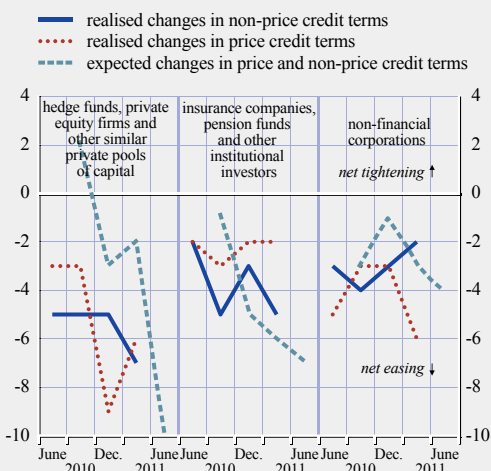 realised changes in non-price credit terms
realised changes in price credit terms
expected changes in price and non-price credit terms
4 4
hedge funds, private
equity firms and
other similar
private pools
of capital
insurance companies,
pension funds
and other
institutional
investors
non-financial
corporations
2 2
net tightening
0 0
-2 -2
-4 -4
-6 -6
net easing
-8 -8
-10 -10
June Dec. June June Dec. June June Dec. June
2010 2011 2010 2011 2010 2011